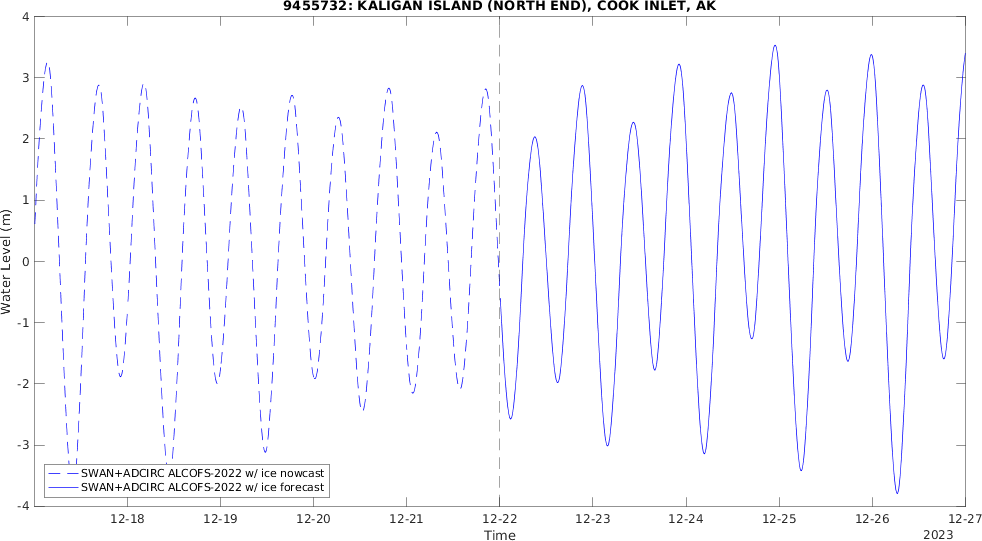 9455732: KALIGAN ISLAND (NORTH END), COOK INLET, AK
4
3
2
1
0
-1
-2
-3
-4
Water Level (m)
SWAN+ADCIRC ALCOFS-2022 w/ ice nowcast
SWAN+ADCIRC ALCOFS-2022 w/ ice forecast
12-18 12-19 12-20 12-21 12-22 12-23 12-24 12-25 12-26 12-27
Time
2023